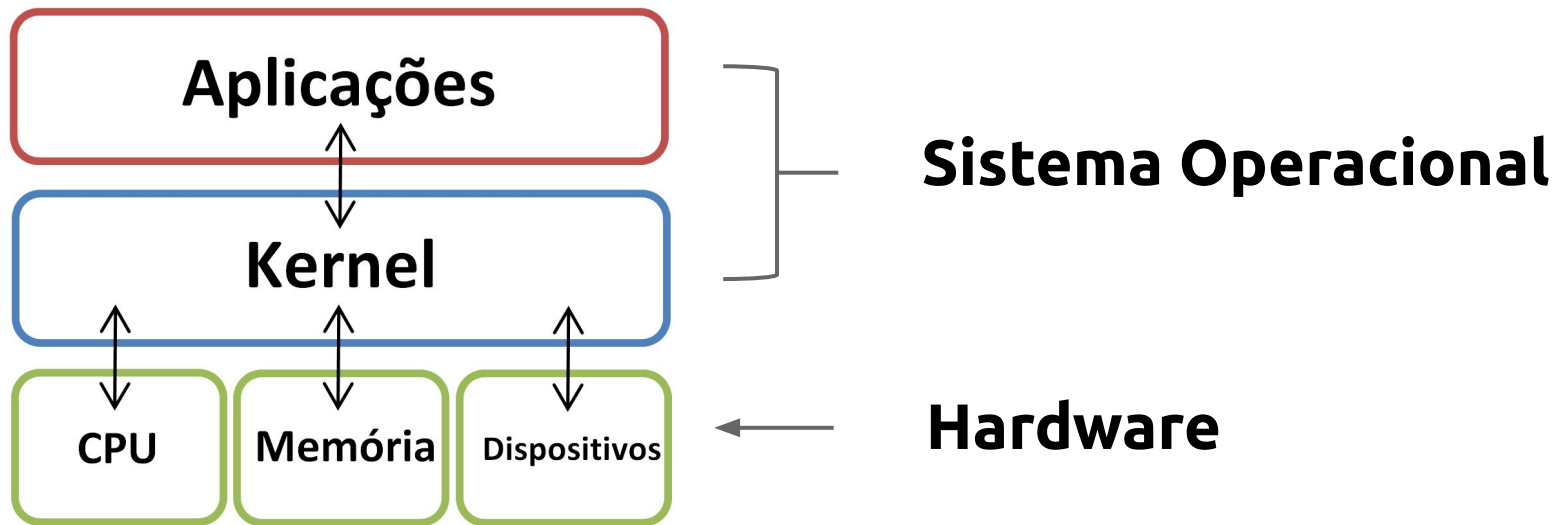 Aplicações
Sistema Operacional
Kernel
CPU
Memória
Dispositivos
Hardware